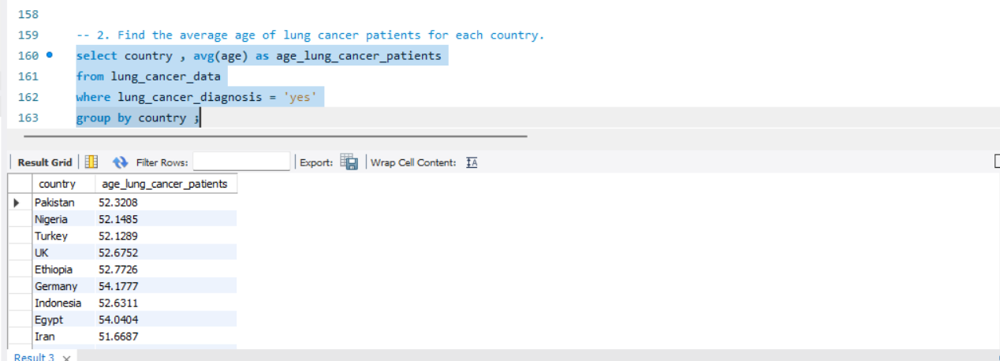 158
159 -- 2. Find the average age of lung cancer patients for each country.
160 select country , avg(age) as age_lung_cancer_patients
161 from lung_cancer_data
162 where lung_cancer_diagnosis = 'yes'
163 group by country ;
Result Grid Filter Rows: Export: Wrap Cell Content: IA
country age_lung_cancer_patients
Pakistan 52.3208
Nigeria 52.1485
Turkey 52.1289
UK 52.6752
Ethiopia 52.7726
Germany 54.1777
Indonesia 52.6311
Egypt 54.0404
Iran 51.6687
Result 3 ×